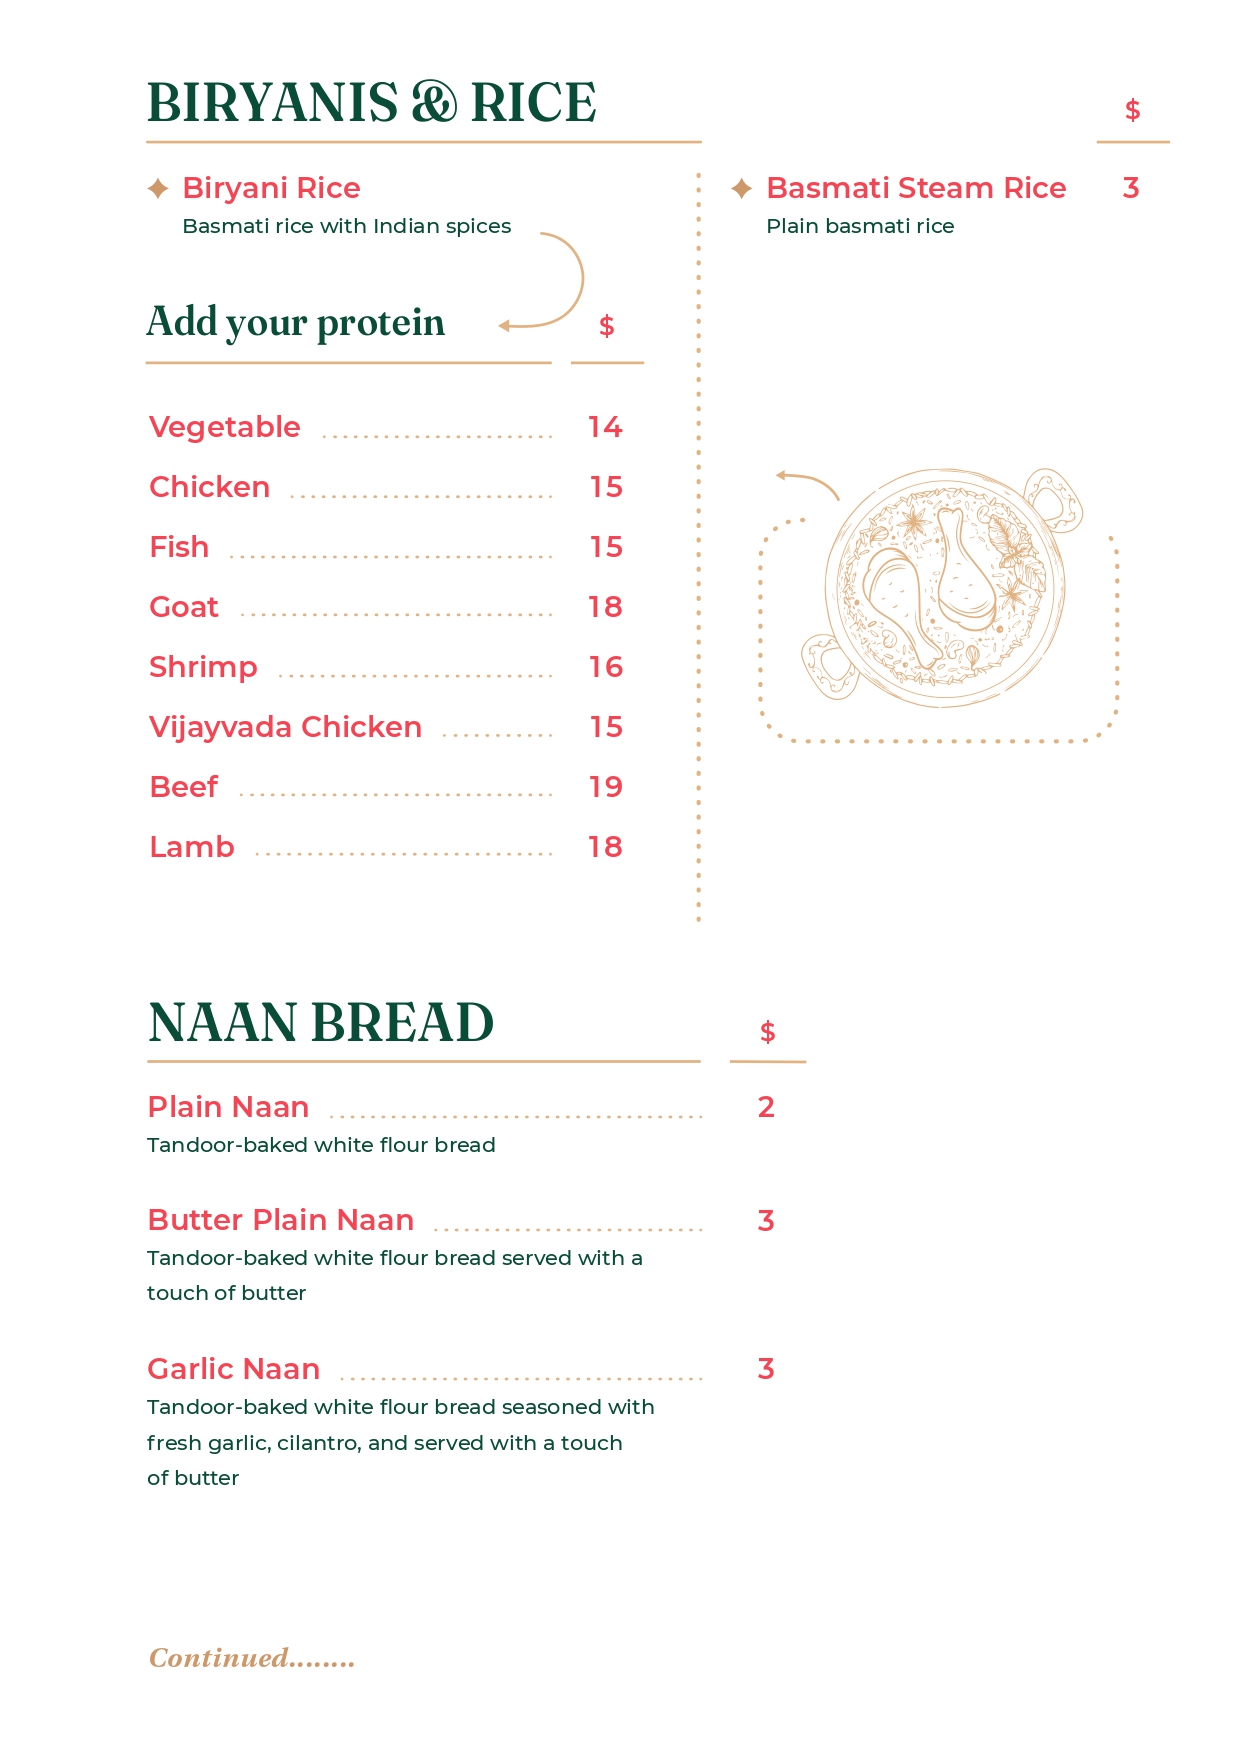 BIRYANIS & RICE
$
Biryani Rice
Basmati rice with Indian spices
Add your protein
$
Vegetable 14
Chicken 15
Fish 15
Goat 18
Shrimp 16
Vijayvada Chicken 15
Beef 19
Lamb 18
Basmati Steam Rice 3
Plain basmati rice
NAAN BREAD
$
Plain Naan 2
Tandoor-baked white flour bread
Butter Plain Naan 3
Tandoor-baked white flour bread served with a
touch of butter
Garlic Naan 3
Tandoor-baked white flour bread seasoned with
fresh garlic, cilantro, and served with a touch
of butter
Continued........